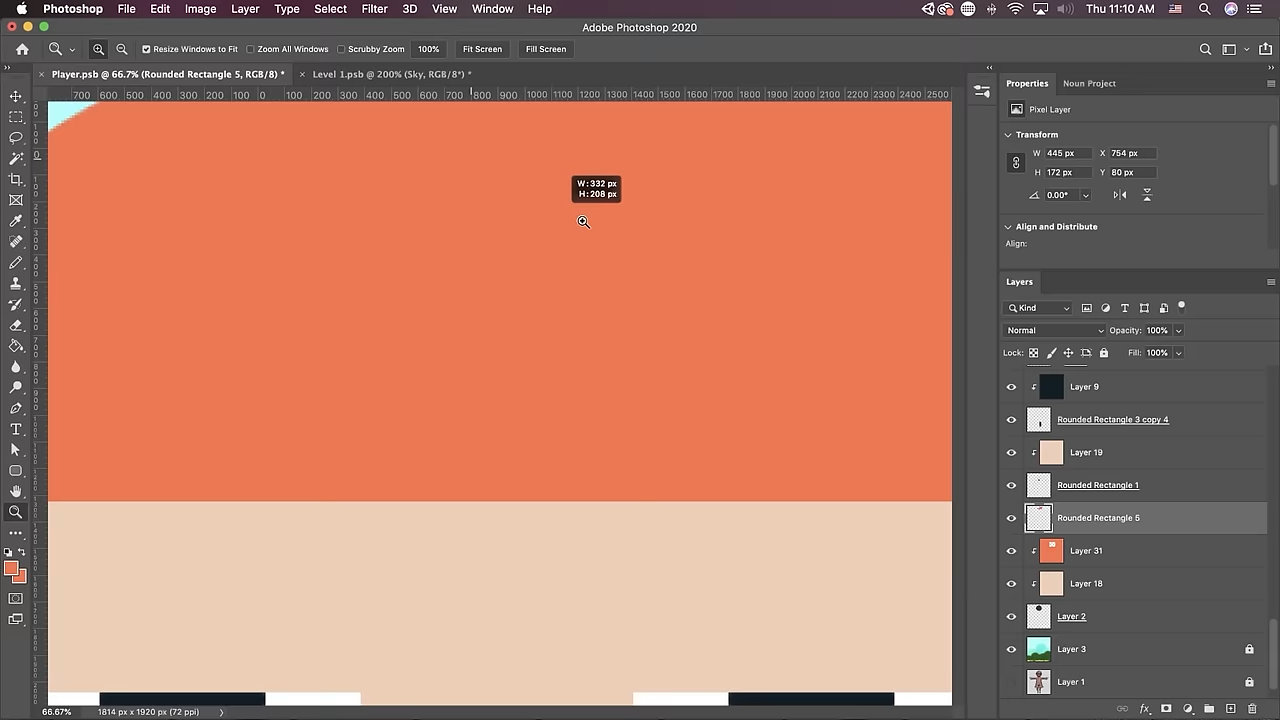 Photoshop File Edit Image Layer Type Select Filter 3D View Window Help Thu 11:10 AM
Adobe Photoshop 2020
Resize Windows to Fit Zoom All Windows Scrubby Zoom 100% Fit Screen Fill Screen
Player.psb @ 66.7% (Rounded Rectangle 5, RGB/8) * Level 1.psb @ 200% (Sky, RGB/8*) *
700 600 500 400 300 200 100 0 100 200 300 400 500 600 700 800 900 1000 1100 1200 1300 1400 1500 1600 1700 1800 1900 2000 2100 2200 2300 2400 2500
W: 332 px
H: 208 px
Properties Noun Project
Pixel Layer
Transform
W 445 px X 754 px
H 172 px Y 80 px
0.00°
Align and Distribute
Align:
Layers
Kind
Normal Opacity: 100%
Lock: Fill: 100%
Layer 9
Rounded Rectangle 3 copy 4
Layer 19
Rounded Rectangle 1
Rounded Rectangle 5
Layer 31
Layer 18
Layer 2
Layer 3
Layer 1
66.67% 1814 px x 1920 px (72 ppi)